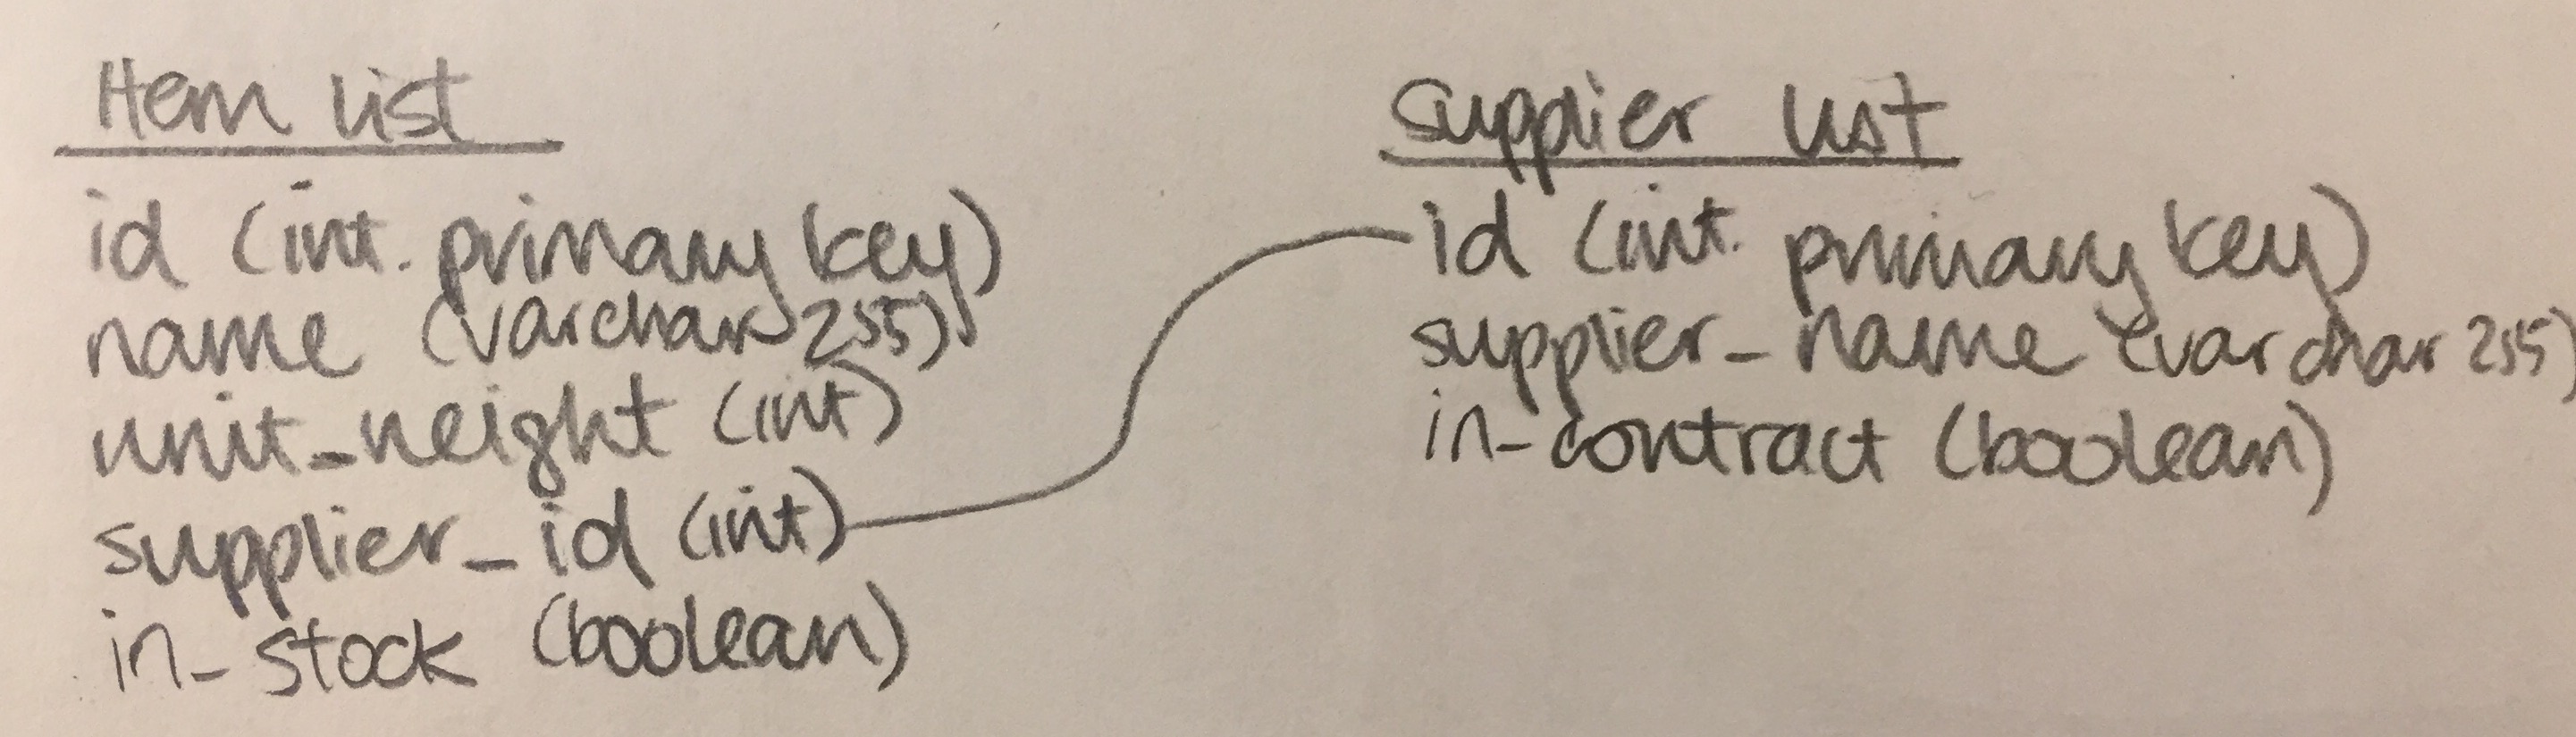 Item list
id (int. primary key)
name (varchar 255)
unit_weight (int)
supplier_id (int)
in_stock (boolean)
supplier list
id (int. primary key)
supplier_name (varchar 255)
in_contract (boolean)